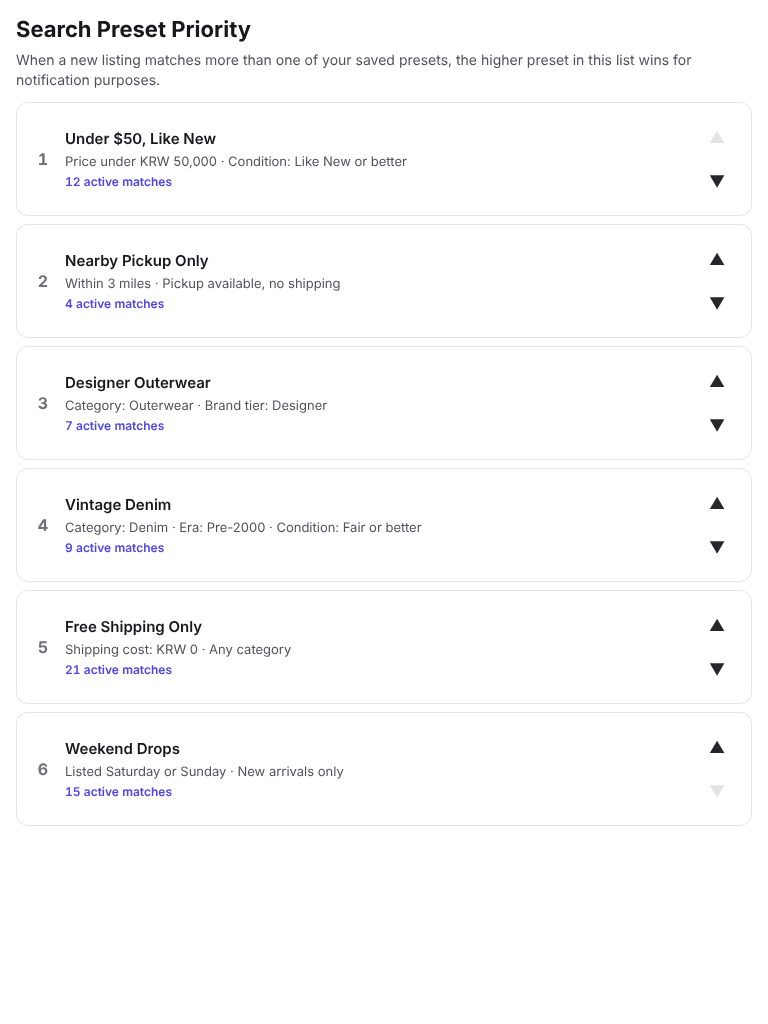 Search Preset Priority
When a new listing matches more than one of your saved presets, the higher preset in this list wins for
notification purposes.
1
Under $50, Like New
Price under KRW 50,000 · Condition: Like New or better
12 active matches
2
Nearby Pickup Only
Within 3 miles · Pickup available, no shipping
4 active matches
3
Designer Outerwear
Category: Outerwear · Brand tier: Designer
7 active matches
4
Vintage Denim
Category: Denim · Era: Pre-2000 · Condition: Fair or better
9 active matches
5
Free Shipping Only
Shipping cost: KRW 0 · Any category
21 active matches
6
Weekend Drops
Listed Saturday or Sunday · New arrivals only
15 active matches